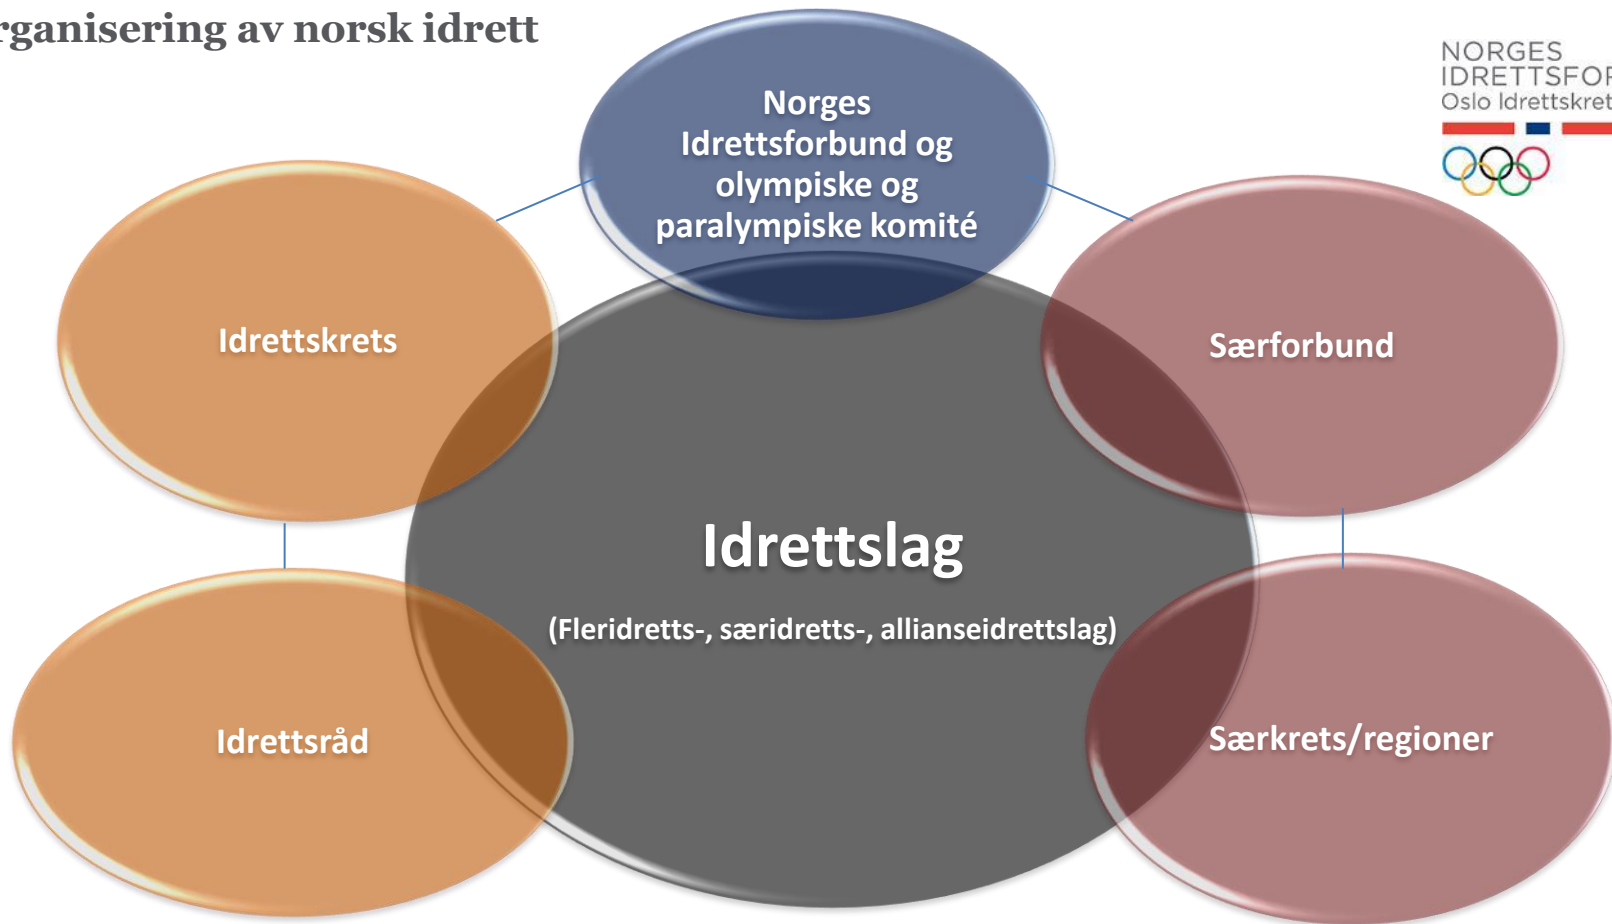 rganisering av norsk idrett
NORGES
IDRETTSFOR
Oslo Idrettskret
Norges
Idrettsforbund og
olympiske og
paralympiske komité
Idrettskrets
Særforbund
Idrettslag
(Fleridretts-, særidretts-, allianseidrettslag)
Idrettsråd
Særkrets/regioner